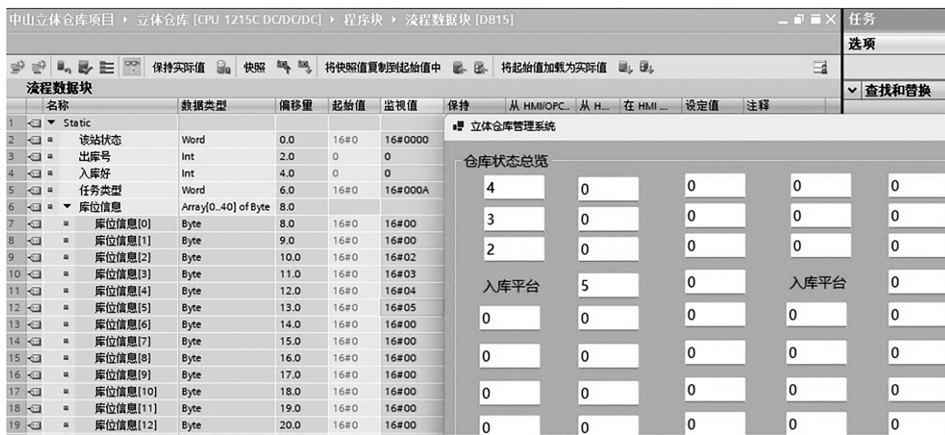 中山立体仓库项目 ▸ 立体仓库 [CPU 1215C DC/DC/DC] ▸ 程序块 ▸ 流程数据块 [DB15]
任务
选项
保持实际值 快照 将快照值复制到起始值中 将起始值加载为实际值
查找和替换
流程数据块
名称 数据类型 偏移量 起始值 监视值 保持 从 HMI/OPC... 从 H... 在 HMI ... 设定值 注释
1 Static
2 该站状态 Word 0.0 16#0 16#0000
3 出库号 Int 2.0 0 0
4 入库好 Int 4.0 0 0
5 任务类型 Word 6.0 16#0 16#000A
6 库位信息 Array[0..40] of Byte 8.0
7 库位信息[0] Byte 8.0 16#0 16#00
8 库位信息[1] Byte 9.0 16#0 16#00
9 库位信息[2] Byte 10.0 16#0 16#02
10 库位信息[3] Byte 11.0 16#0 16#03
11 库位信息[4] Byte 12.0 16#0 16#04
12 库位信息[5] Byte 13.0 16#0 16#05
13 库位信息[6] Byte 14.0 16#0 16#00
14 库位信息[7] Byte 15.0 16#0 16#00
15 库位信息[8] Byte 16.0 16#0 16#00
16 库位信息[9] Byte 17.0 16#0 16#00
17 库位信息[10] Byte 18.0 16#0 16#00
18 库位信息[11] Byte 19.0 16#0 16#00
19 库位信息[12] Byte 20.0 16#0 16#00
立体仓库管理系统
仓库状态总览
4 0 0 0 0
3 0 0 0 0
2 0 0 0 0
入库平台 5 0 入库平台 0
0 0 0 0 0
0 0 0 0 0
0 0 0 0 0
0 0 0 0 0